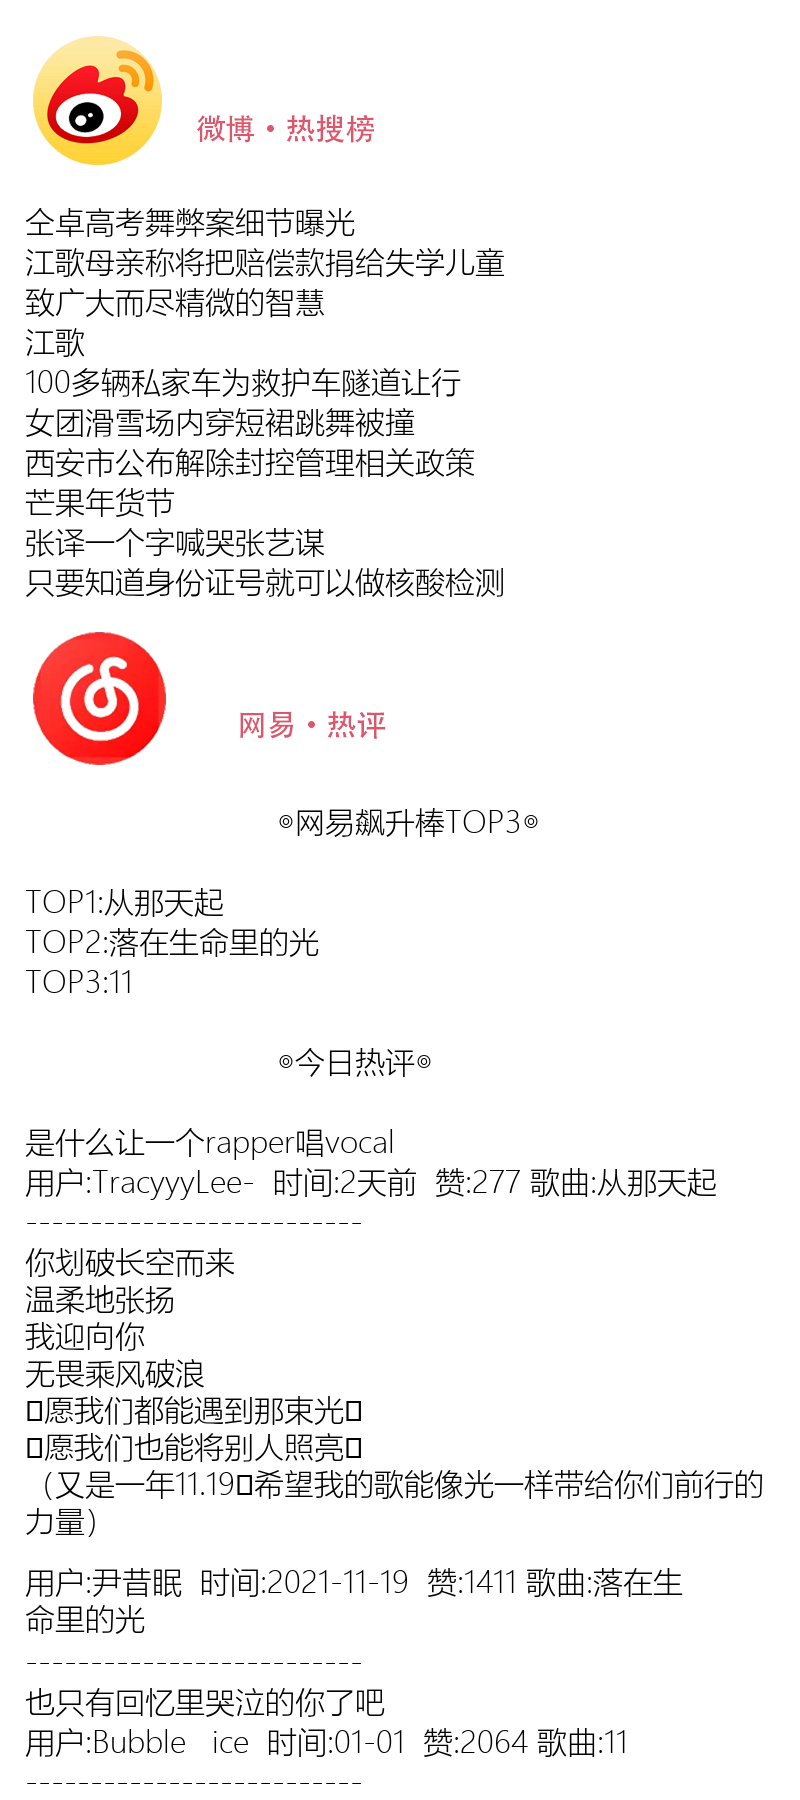 微博·热搜榜
仝卓高考舞弊案细节曝光
江歌母亲称将把赔偿款捐给失学儿童
致广大而尽精微的智慧
江歌
100多辆私家车为救护车隧道让行
女团滑雪场内穿短裙跳舞被撞
西安市公布解除封控管理相关政策
芒果年货节
张译一个字喊哭张艺谋
只要知道身份证号就可以做核酸检测
网易·热评
◎网易飙升棒TOP3◎
TOP1:从那天起
TOP2:落在生命里的光
TOP3:11
◎今日热评◎
是什么让一个rapper唱vocal
用户:TracyyyLee-  时间:2天前  赞:277 歌曲:从那天起
--------------------------
你划破长空而来
温柔地张扬
我迎向你
无畏乘风破浪
▯愿我们都能遇到那束光▯
▯愿我们也能将别人照亮▯
（又是一年11.19▯希望我的歌能像光一样带给你们前行的
力量）
用户:尹昔眠  时间:2021-11-19  赞:1411 歌曲:落在生
命里的光
--------------------------
也只有回忆里哭泣的你了吧
用户:Bubble   ice  时间:01-01  赞:2064 歌曲:11
--------------------------